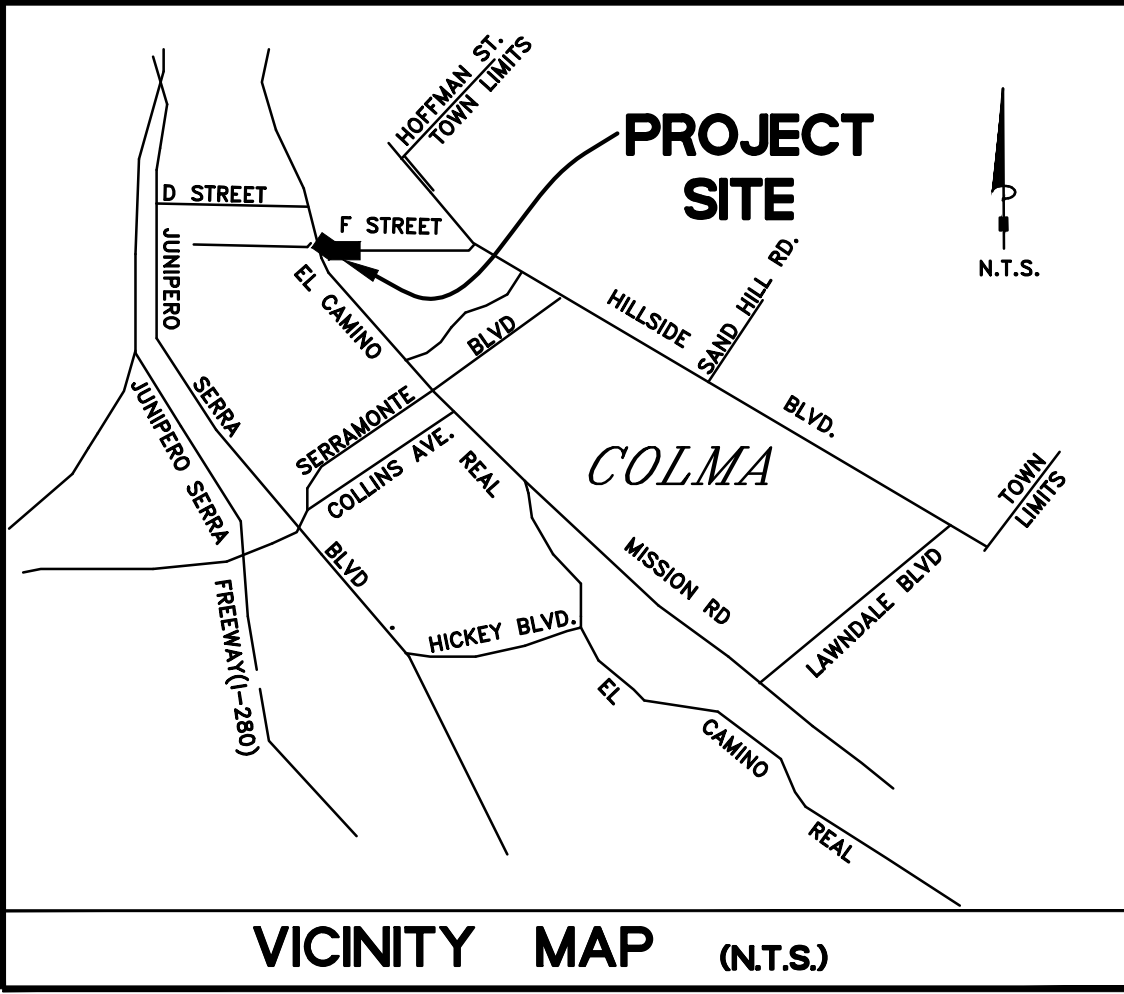 HOFFMAN ST.
TOWN LIMITS
PROJECT
SITE
D STREET
F STREET
N.T.S.
JUNIPERO
SERRA
BLVD
EL CAMINO
REAL
HILLSIDE
BLVD.
SAND HILL RD.
SERRAMONTE
BLVD
COLLINS AVE.
COLMA
JUNIPERO SERRA
FREEWAY(I-280)
TOWN
LIMITS
MISSION RD
LAWNDALE BLVD
HICKEY BLVD.
EL
CAMINO
REAL
VICINITY MAP (N.T.S.)